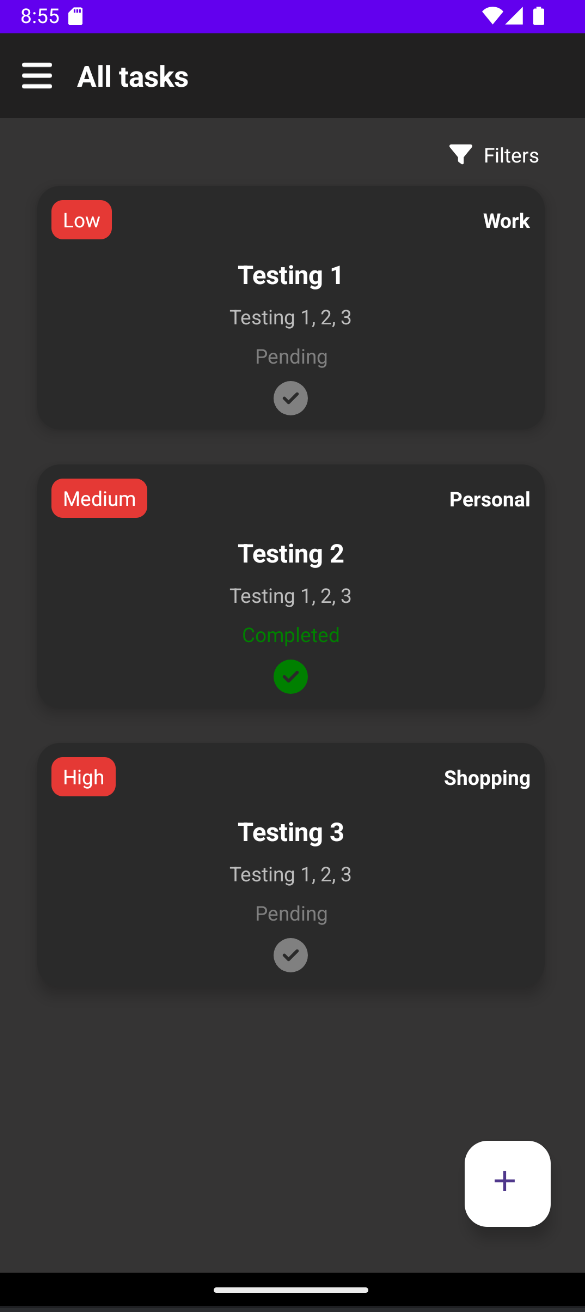 8:55
All tasks
Filters
Low
Work
Testing 1
Testing 1, 2, 3
Pending
Medium
Personal
Testing 2
Testing 1, 2, 3
Completed
High
Shopping
Testing 3
Testing 1, 2, 3
Pending
+